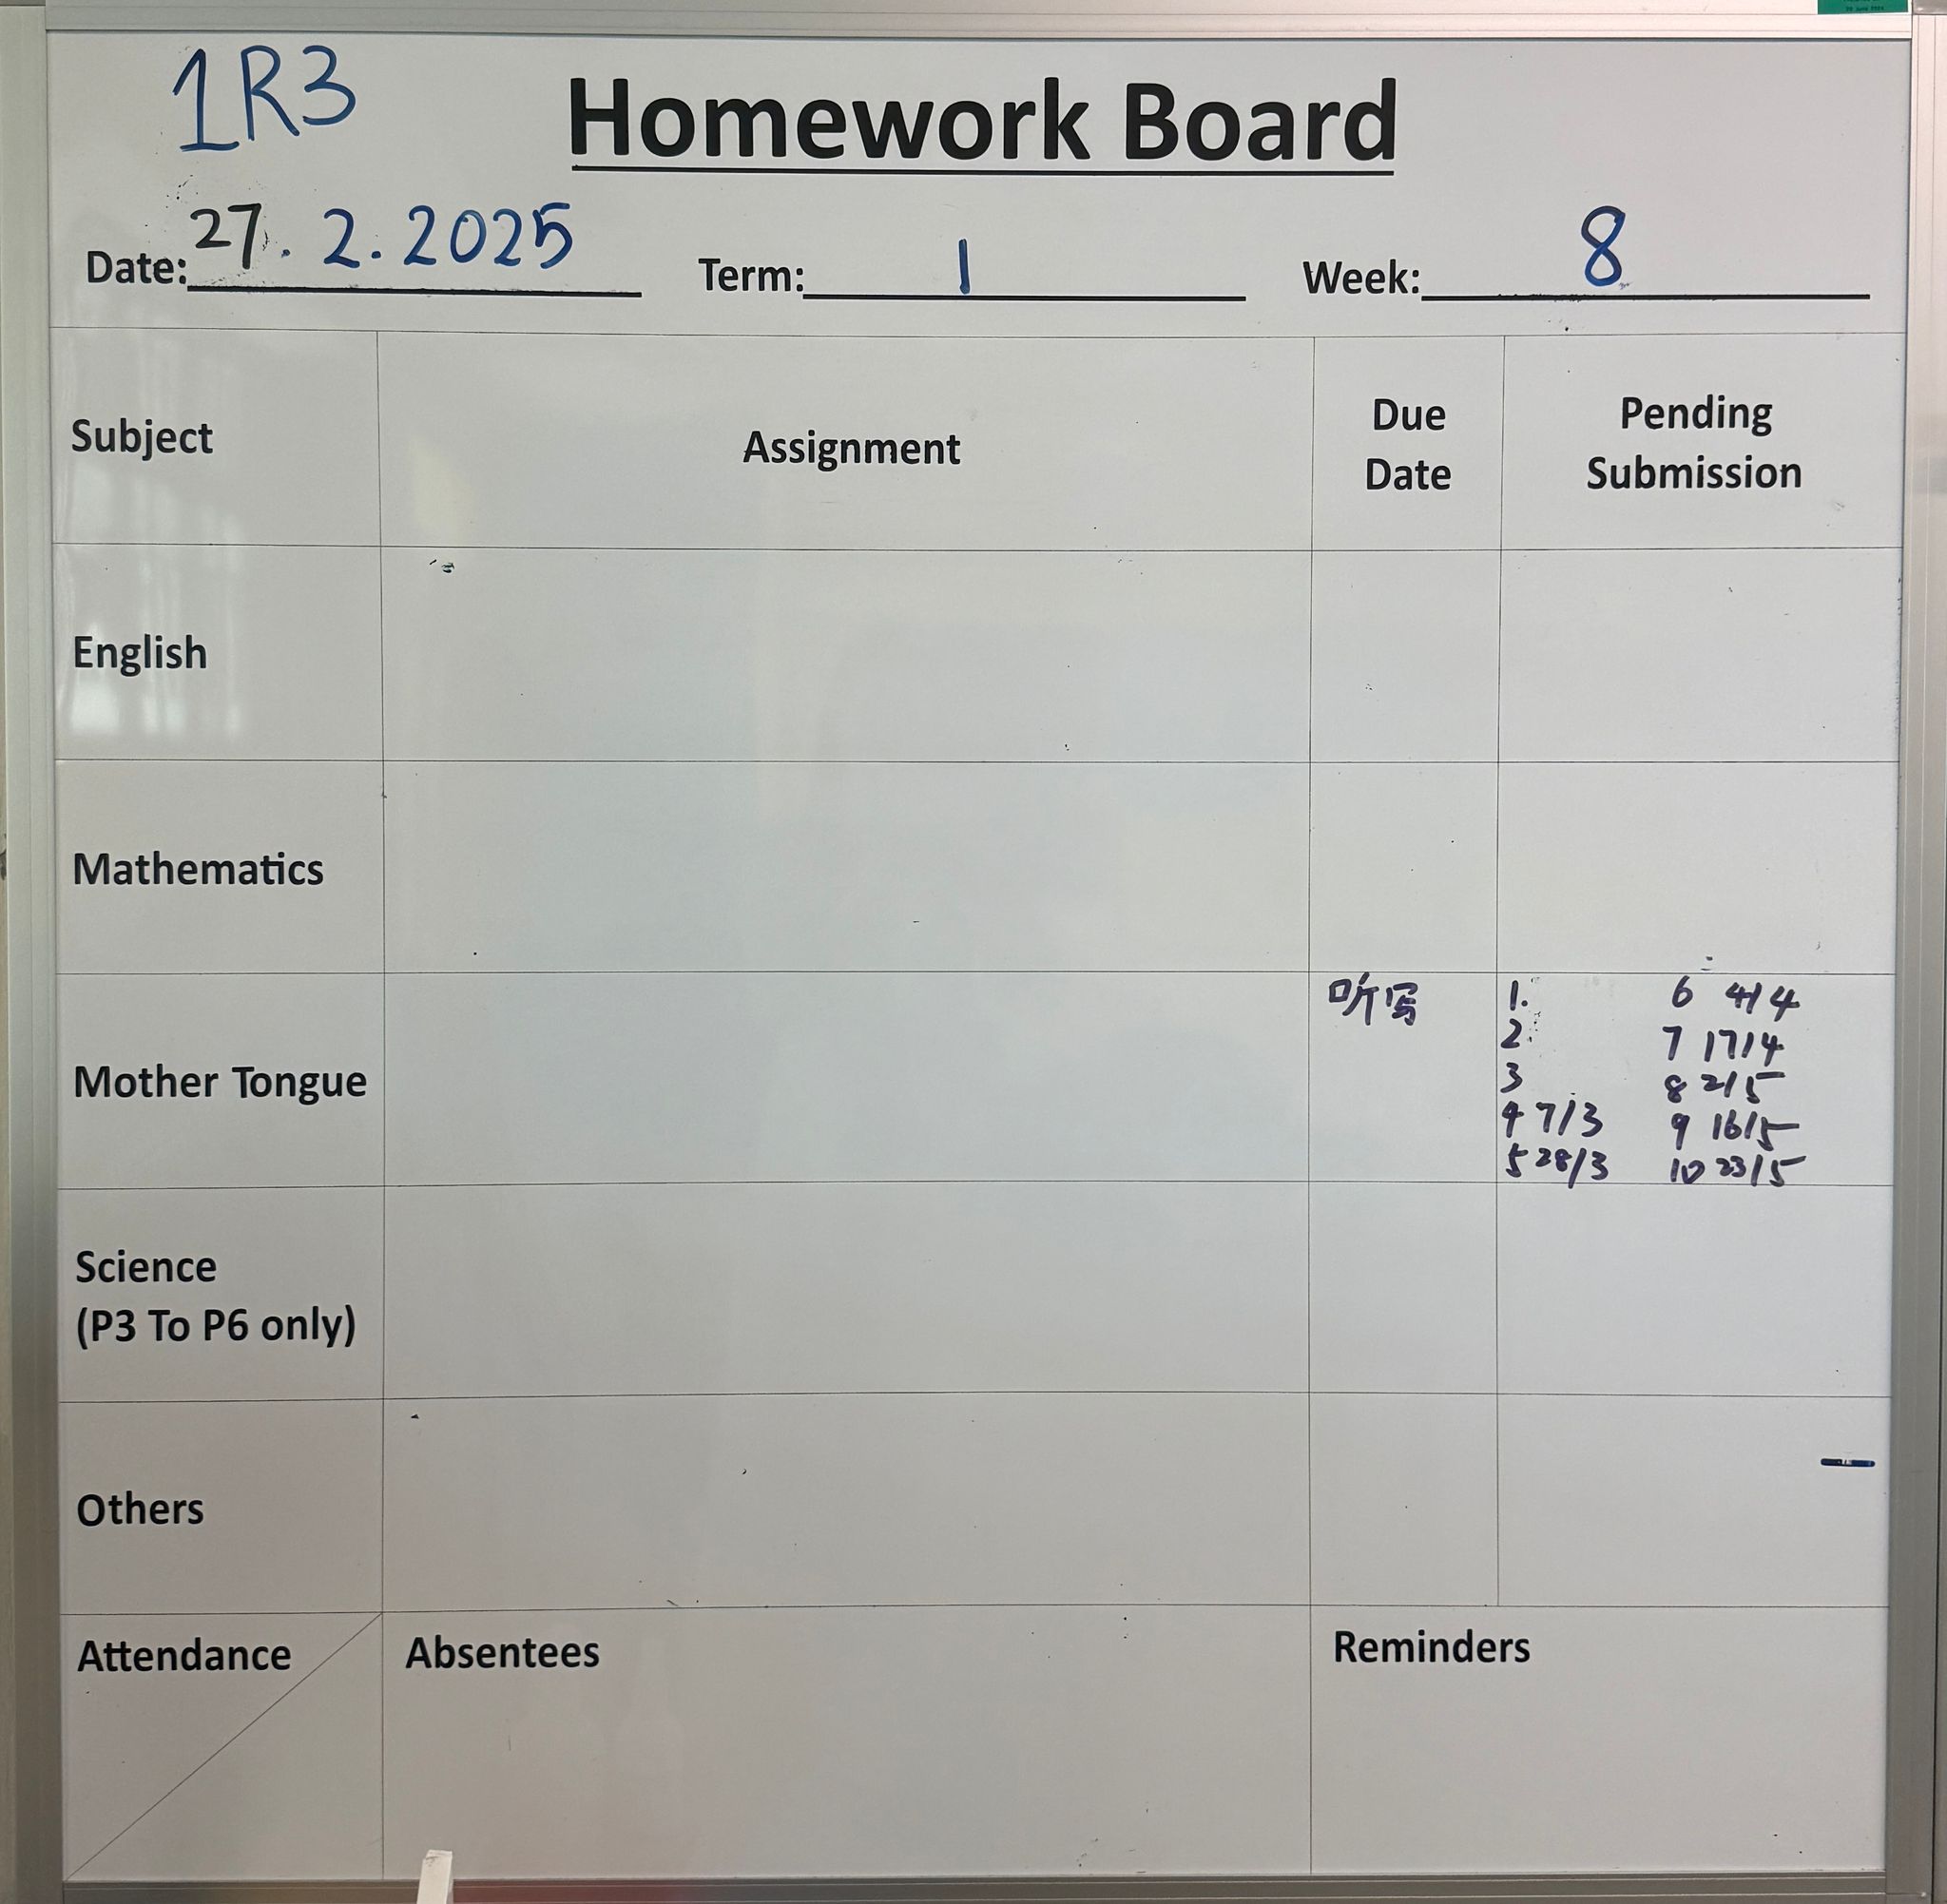 1R3
Homework Board
Date: 27. 2. 2025 Term: 1 Week: 8
Subject Assignment Due Date Pending Submission
English
Mathematics
Mother Tongue
听写
1. 6 4/4
2. 7 17/4
3 8 2/5
4 7/3 9 16/5
5 28/3 10 23/5
Science
(P3 To P6 only)
Others
Attendance Absentees Reminders